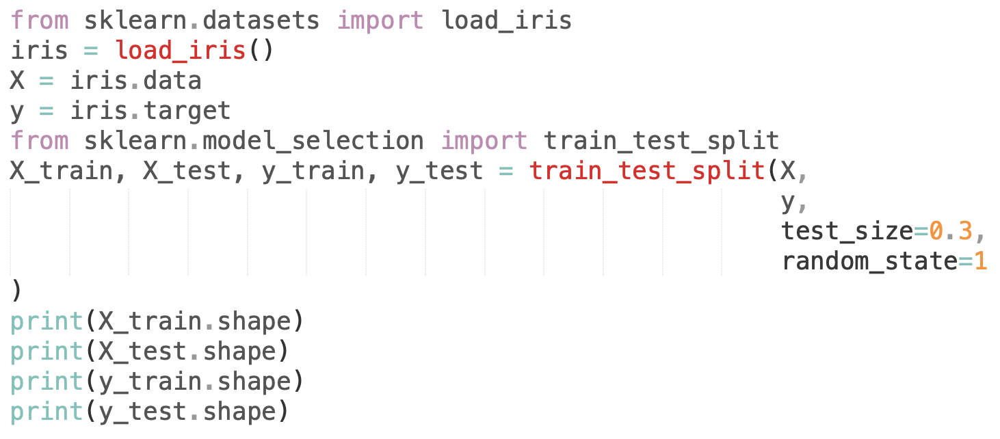 from sklearn.datasets import load_iris
iris = load_iris()
X = iris.data
y = iris.target
from sklearn.model_selection import train_test_split
X_train, X_test, y_train, y_test = train_test_split(X,
                                                    y,
                                                    test_size=0.3,
                                                    random_state=1
)
print(X_train.shape)
print(X_test.shape)
print(y_train.shape)
print(y_test.shape)